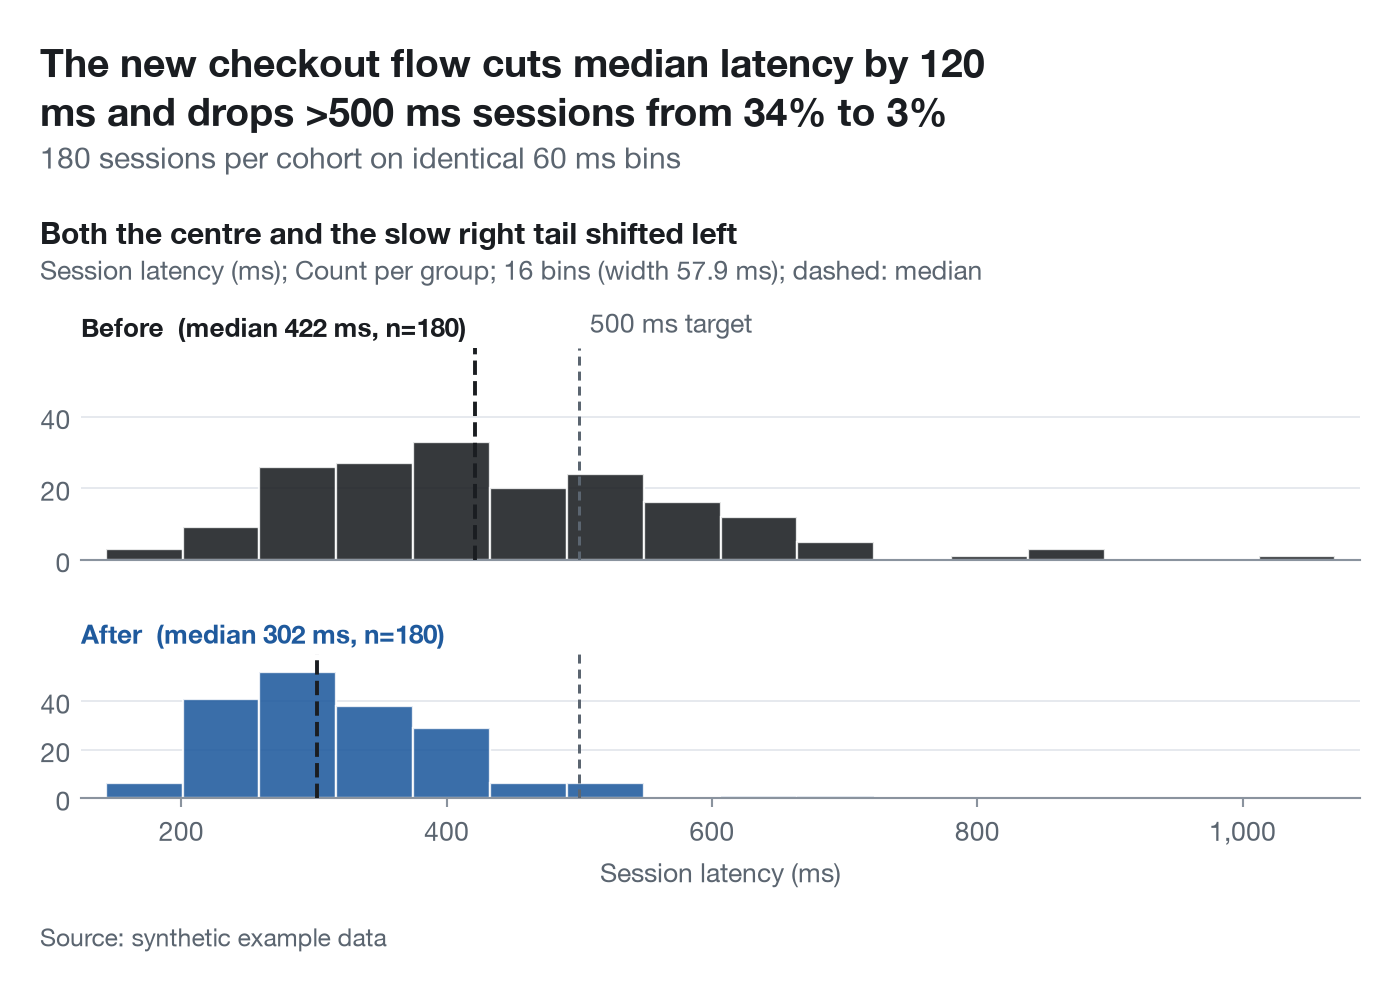 The new checkout flow cuts median latency by 120
ms and drops >500 ms sessions from 34% to 3%
180 sessions per cohort on identical 60 ms bins
Both the centre and the slow right tail shifted left
Session latency (ms); Count per group; 16 bins (width 57.9 ms); dashed: median
Before (median 422 ms, n=180)
500 ms target
40
20
0
After (median 302 ms, n=180)
40
20
0
200 400 600 800 1,000
Session latency (ms)
Source: synthetic example data